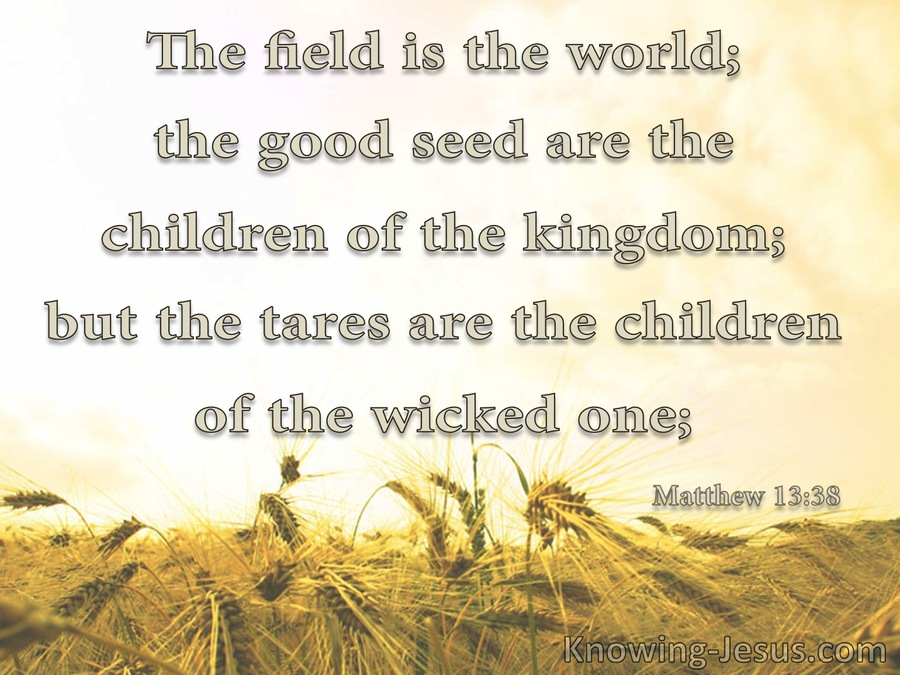 The field is the world;
the good seed are the
children of the kingdom;
but the tares are the children
of the wicked one;
Matthew 13:38
Knowing-Jesus.com